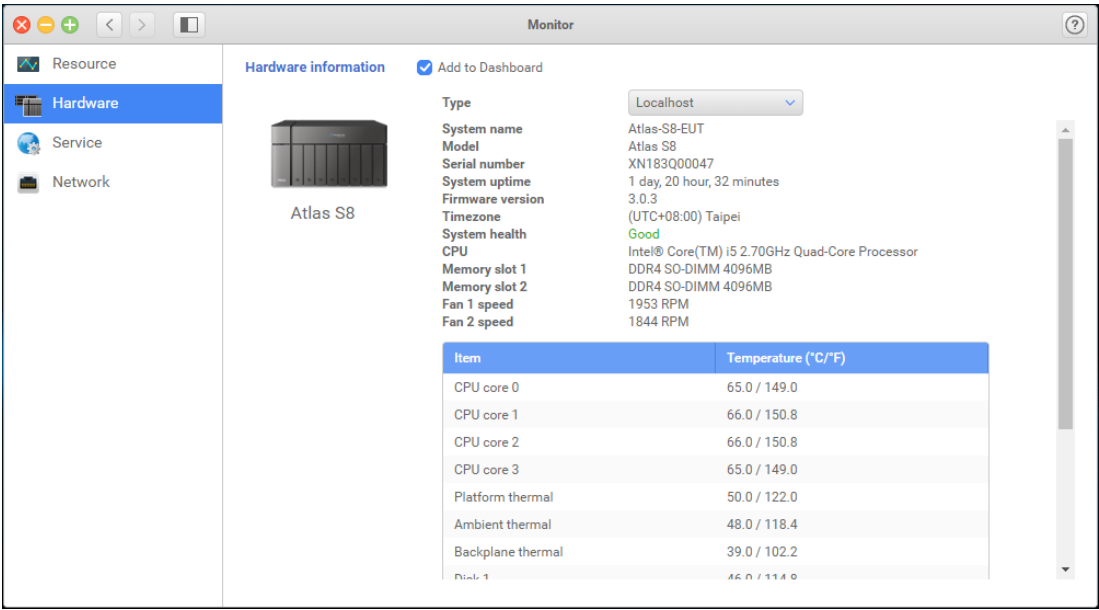 Monitor
?
Resource
Hardware
Service
Network
Hardware information
Add to Dashboard
Atlas S8
Type Localhost
System name Atlas-S8-EUT
Model Atlas S8
Serial number XN183Q00047
System uptime 1 day, 20 hour, 32 minutes
Firmware version 3.0.3
Timezone (UTC+08:00) Taipei
System health Good
CPU Intel® Core(TM) i5 2.70GHz Quad-Core Processor
Memory slot 1 DDR4 SO-DIMM 4096MB
Memory slot 2 DDR4 SO-DIMM 4096MB
Fan 1 speed 1953 RPM
Fan 2 speed 1844 RPM
Item Temperature (°C/°F)
CPU core 0 65.0 / 149.0
CPU core 1 66.0 / 150.8
CPU core 2 66.0 / 150.8
CPU core 3 65.0 / 149.0
Platform thermal 50.0 / 122.0
Ambient thermal 48.0 / 118.4
Backplane thermal 39.0 / 102.2
Disk 1 46.0 / 114.8